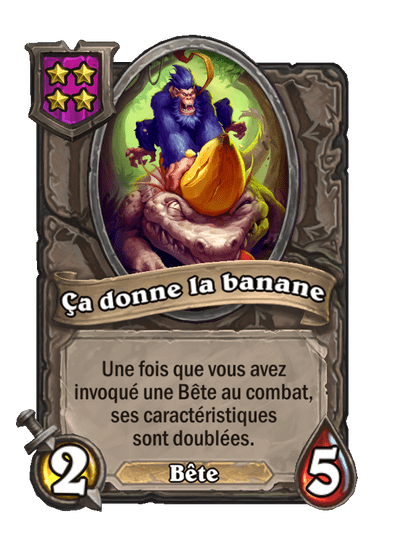 Ça donne la banane
Une fois que vous avez
invoqué une Bête au combat,
ses caractéristiques
sont doublées.
2
Bête
5